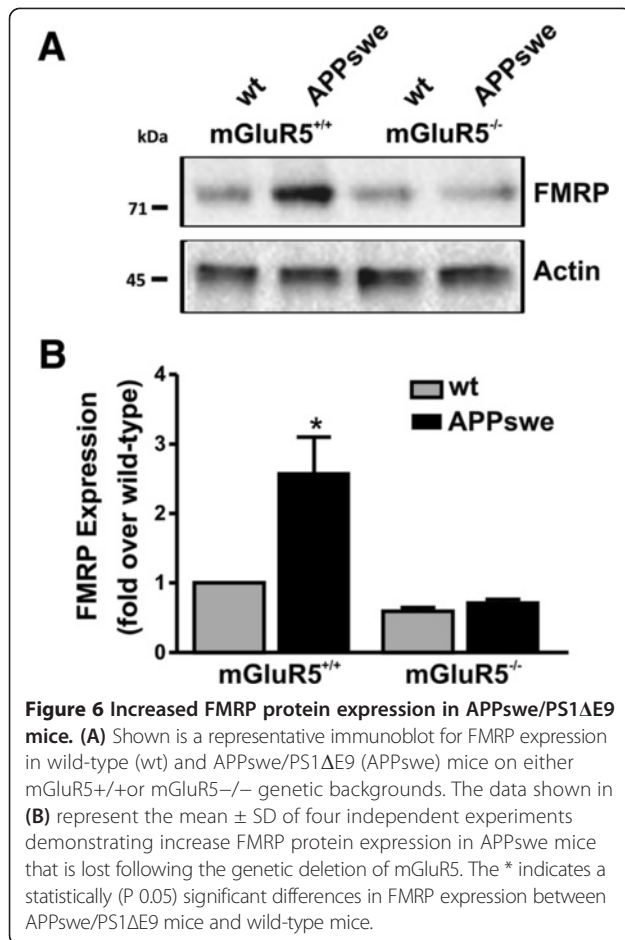 A
wt APPswe wt APPswe
mGluR5+/+ mGluR5-/-
kDa
71 FMRP
45 Actin
B
FMRP Expression
(fold over wild-type)
4
3
2
1
0
*
wt
APPswe
mGluR5+/+ mGluR5-/-
Figure 6 Increased FMRP protein expression in APPswe/PS1ΔE9
mice. (A) Shown is a representative immunoblot for FMRP expression
in wild-type (wt) and APPswe/PS1ΔE9 (APPswe) mice on either
mGluR5+/+or mGluR5−/− genetic backgrounds. The data shown in
(B) represent the mean ± SD of four independent experiments
demonstrating increase FMRP protein expression in APPswe mice
that is lost following the genetic deletion of mGluR5. The * indicates a
statistically (P 0.05) significant differences in FMRP expression between
APPswe/PS1ΔE9 mice and wild-type mice.